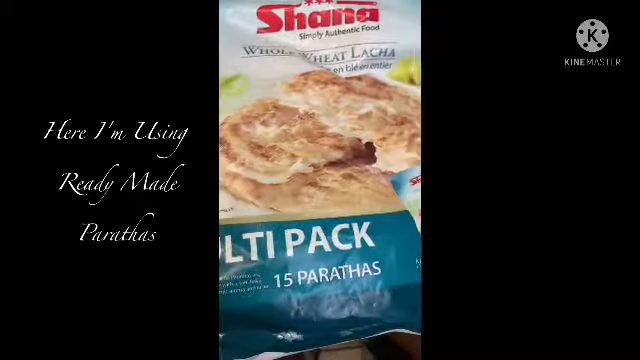 Here I'm Using
Ready Made
Parathas
Shana
Simply Authentic Food
WHOLE WHEAT LACHA
en blé en entier
LTI PACK
15 PARATHAS
K
KINEMASTER